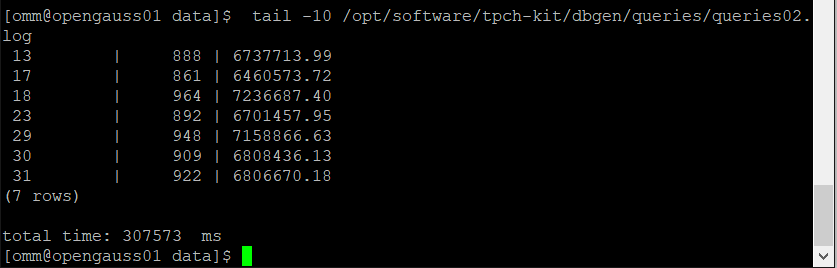 [omm@opengauss01 data]$  tail -10 /opt/software/tpch-kit/dbgen/queries/queries02.
log
 13         |     888 | 6737713.99
 17         |     861 | 6460573.72
 18         |     964 | 7236687.40
 23         |     892 | 6701457.95
 29         |     948 | 7158866.63
 30         |     909 | 6808436.13
 31         |     922 | 6806670.18
(7 rows)

total time: 307573  ms
[omm@opengauss01 data]$